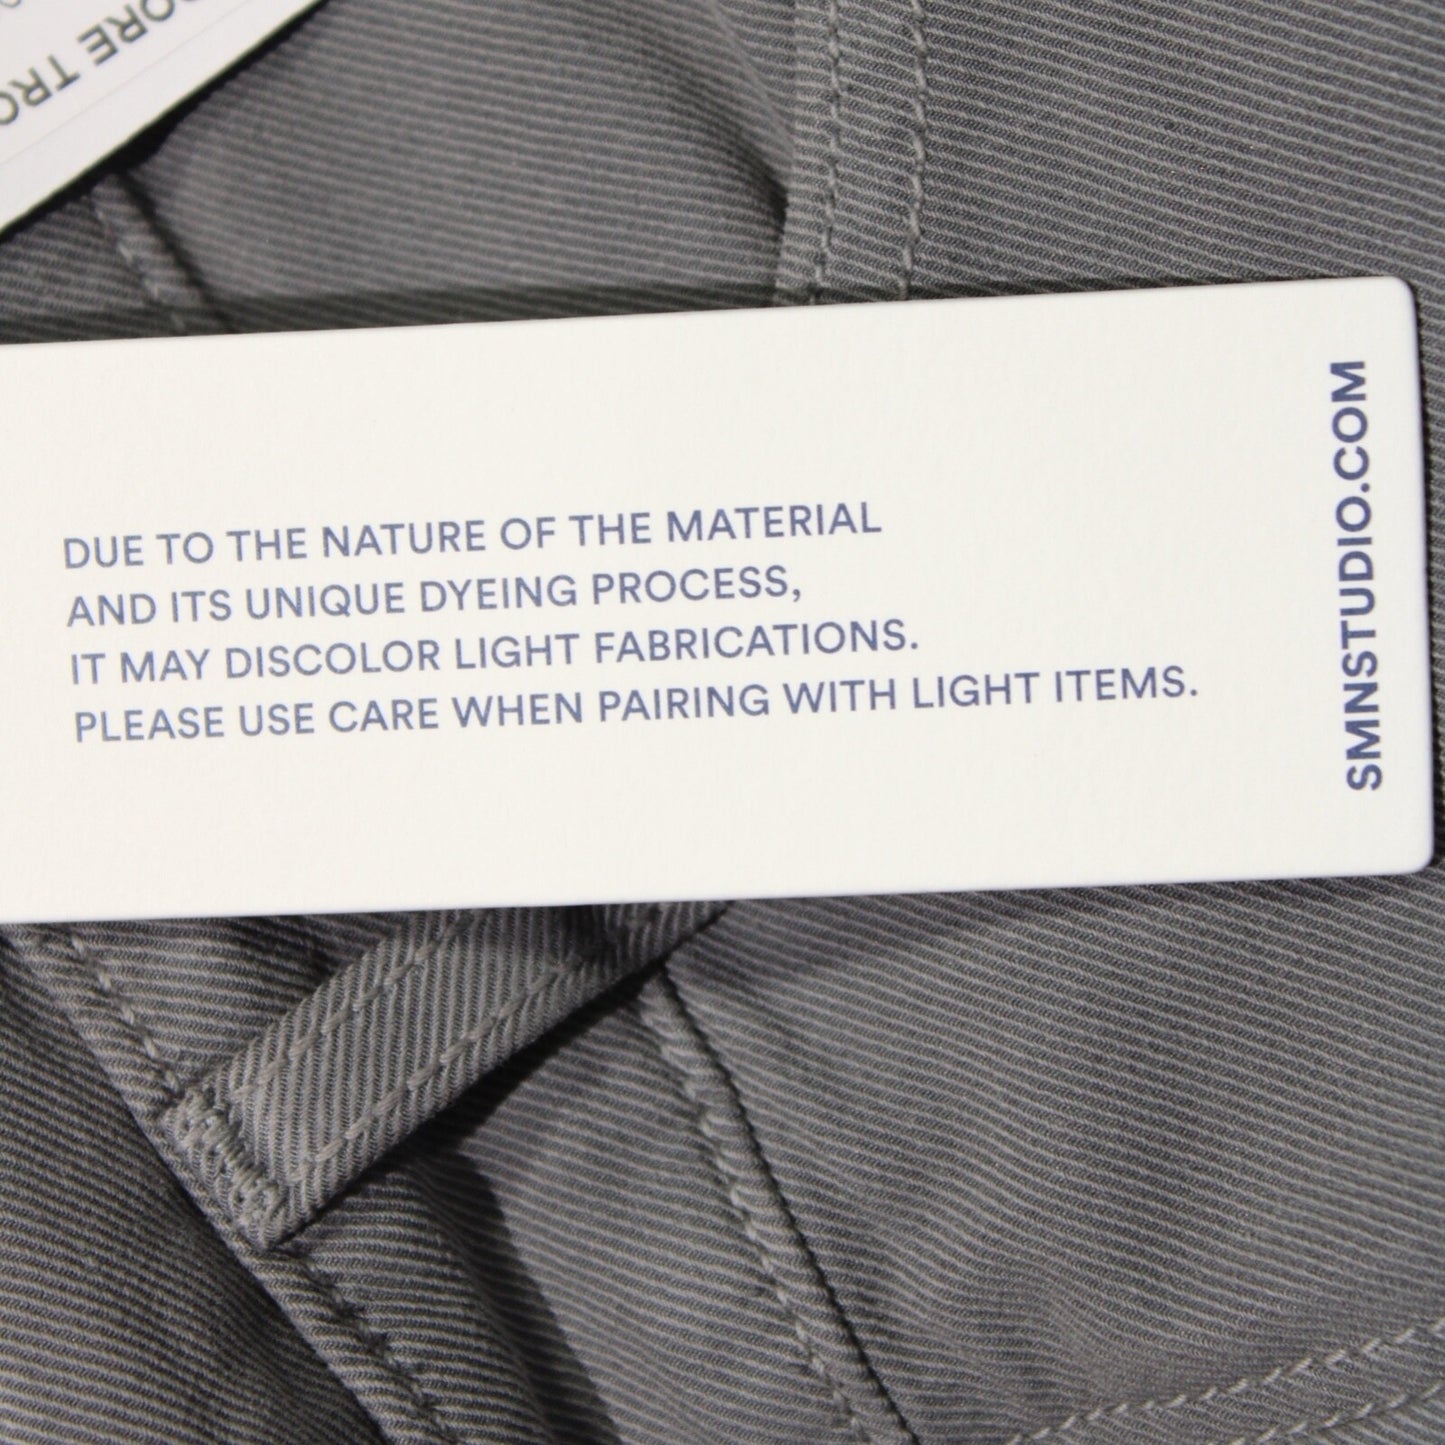 DUE TO THE NATURE OF THE MATERIAL
AND ITS UNIQUE DYEING PROCESS,
IT MAY DISCOLOR LIGHT FABRICATIONS.
PLEASE USE CARE WHEN PAIRING WITH LIGHT ITEMS.
SMNSTUDIO.COM